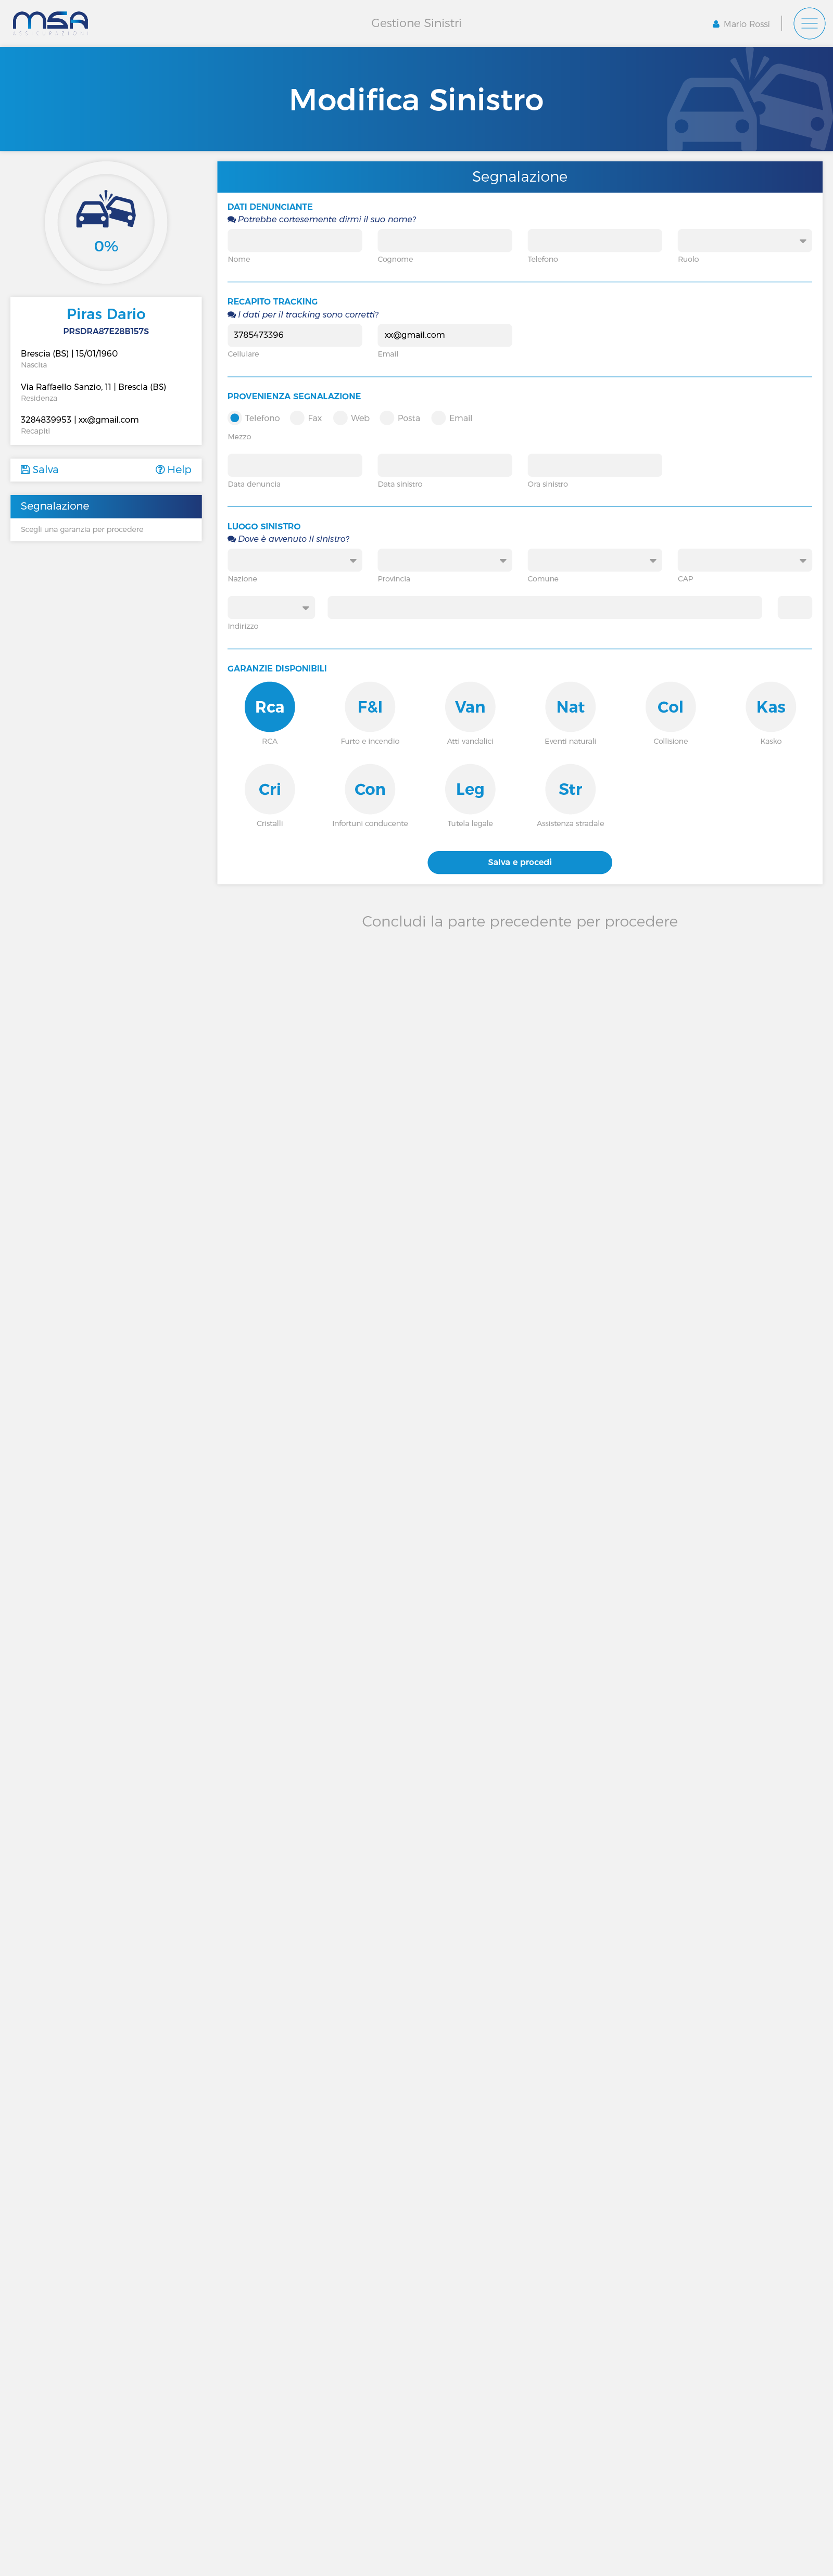 msa
ASSICURAZIONI
Gestione Sinistri
Mario Rossi
Modifica Sinistro
0%
Piras Dario
PRSDRA87E28B157S
Brescia (BS) | 15/01/1960
Nascita
Via Raffaello Sanzio, 11 | Brescia (BS)
Residenza
3284839953 | xx@gmail.com
Recapiti
Salva
Help
Segnalazione
Scegli una garanzia per procedere
Segnalazione
DATI DENUNCIANTE
Potrebbe cortesemente dirmi il suo nome?
Nome
Cognome
Telefono
Ruolo
RECAPITO TRACKING
I dati per il tracking sono corretti?
3785473396
xx@gmail.com
Cellulare
Email
PROVENIENZA SEGNALAZIONE
Telefono
Fax
Web
Posta
Email
Mezzo
Data denuncia
Data sinistro
Ora sinistro
LUOGO SINISTRO
Dove è avvenuto il sinistro?
Nazione
Provincia
Comune
CAP
Indirizzo
GARANZIE DISPONIBILI
Rca
F&I
Van
Nat
Col
Kas
RCA
Furto e incendio
Atti vandalici
Eventi naturali
Collisione
Kasko
Cri
Con
Leg
Str
Cristalli
Infortuni conducente
Tutela legale
Assistenza stradale
Salva e procedi
Concludi la parte precedente per procedere